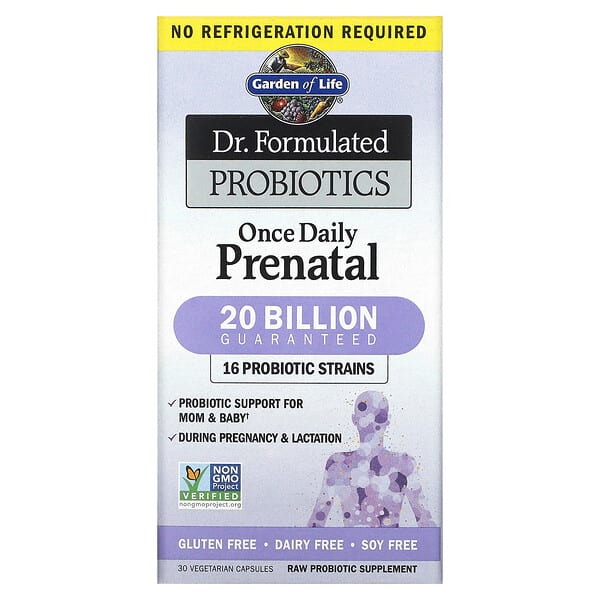 NO REFRIGERATION REQUIRED
Garden of Life®
Dr. Formulated
PROBIOTICS
Once Daily
Prenatal
20 BILLION
GUARANTEED
16 PROBIOTIC STRAINS
✓ PROBIOTIC SUPPORT FOR
MOM & BABY†
✓ DURING PREGNANCY & LACTATION
NON
GMO
Project
VERIFIED
nongmoproject.org
GLUTEN FREE • DAIRY FREE • SOY FREE
30 VEGETARIAN CAPSULES RAW PROBIOTIC SUPPLEMENT